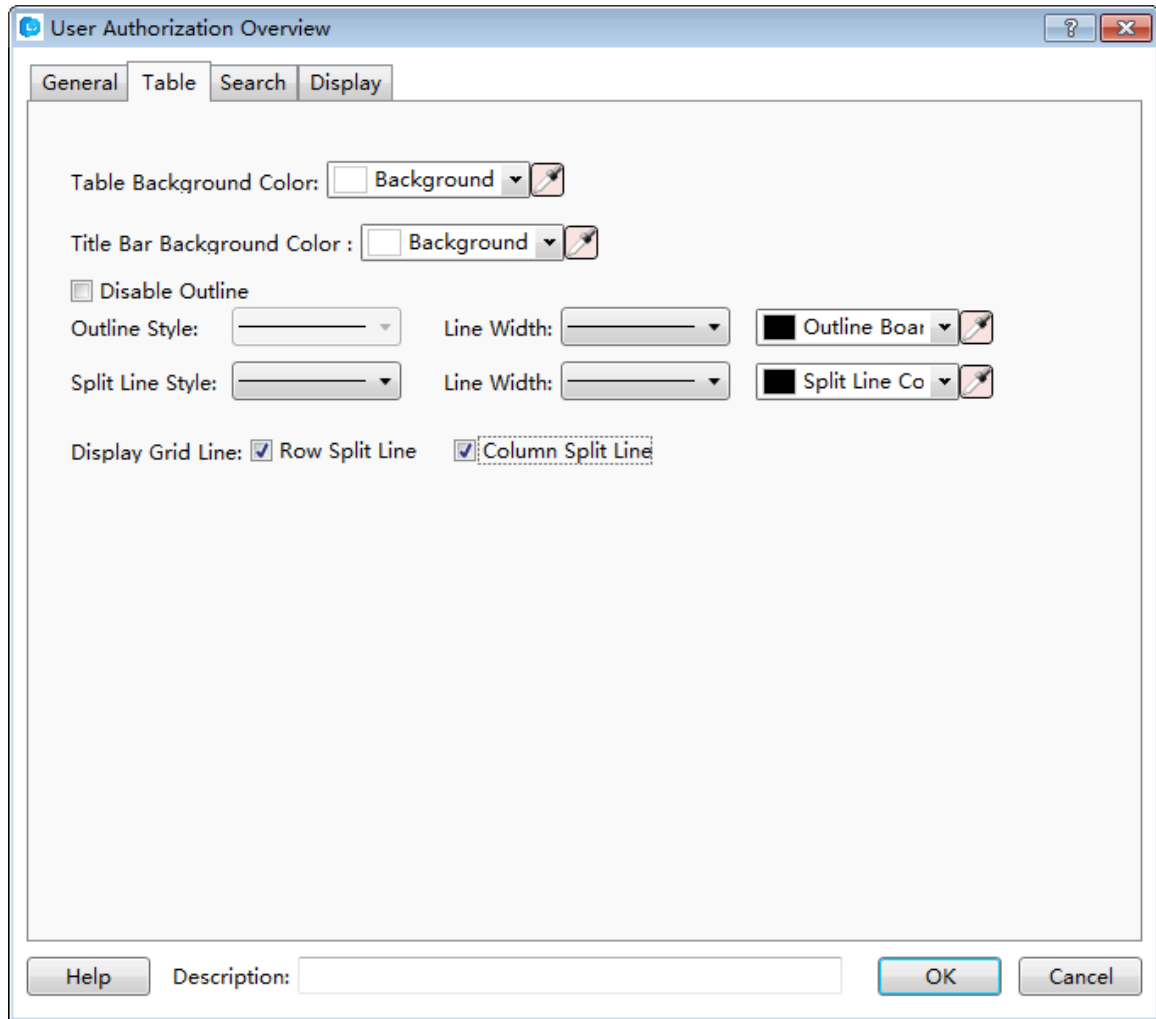 User Authorization Overview
General Table Search Display
Table Background Color: Background
Title Bar Background Color : Background
Disable Outline
Outline Style: Line Width: Outline Boar
Split Line Style: Line Width: Split Line Co
Display Grid Line: Row Split Line Column Split Line
Help Description: OK Cancel